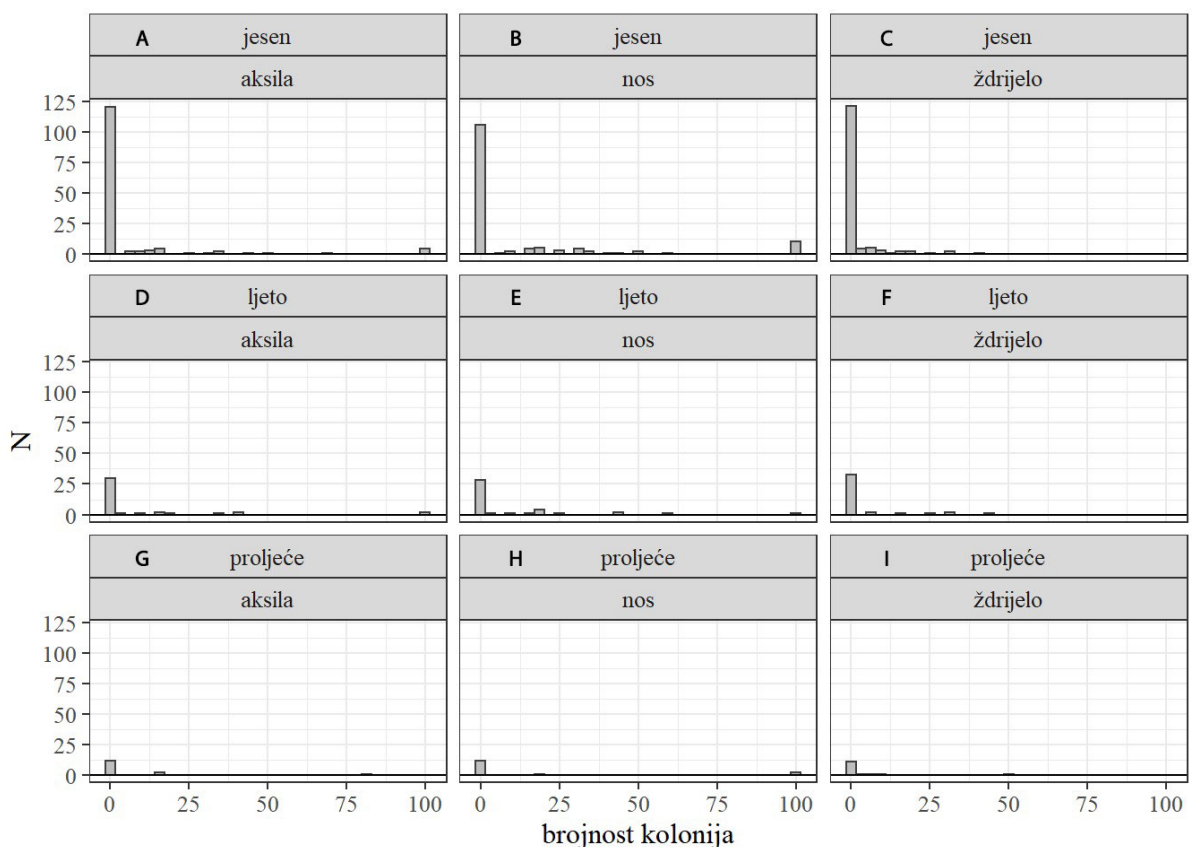 A jesen B jesen C jesen
aksila nos ždrijelo
125
100
75
50
25
0
D ljeto E ljeto F ljeto
aksila nos ždrijelo
125
100
75
50
25
0
N
G proljeće H proljeće I proljeće
aksila nos ždrijelo
125
100
75
50
25
0
0 25 50 75 100 0 25 50 75 100 0 25 50 75 100
brojnost kolonija